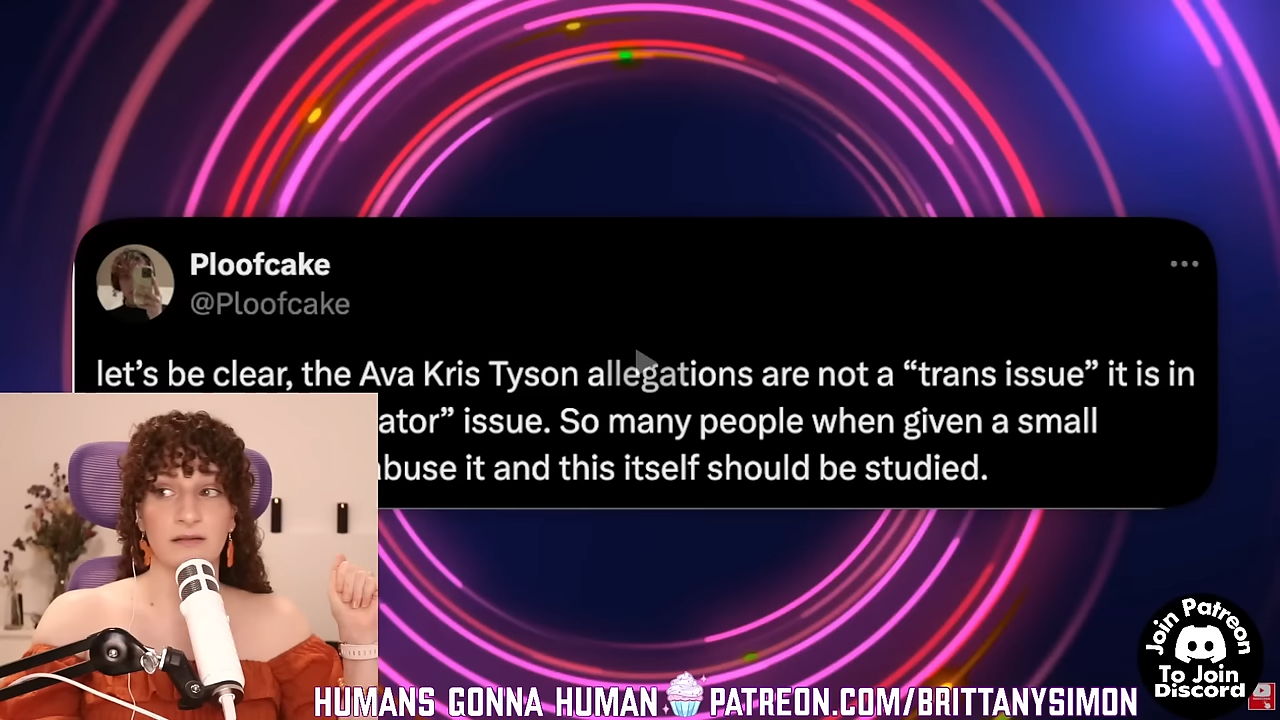 Ploofcake
@Ploofcake
let's be clear, the Ava Kris Tyson allegations are not a “trans issue” it is in
ator” issue. So many people when given a small
abuse it and this itself should be studied.
HUMANS GONNA HUMAN PATREON.COM/BRITTANYSIMON
Join Patreon
To Join
Discord